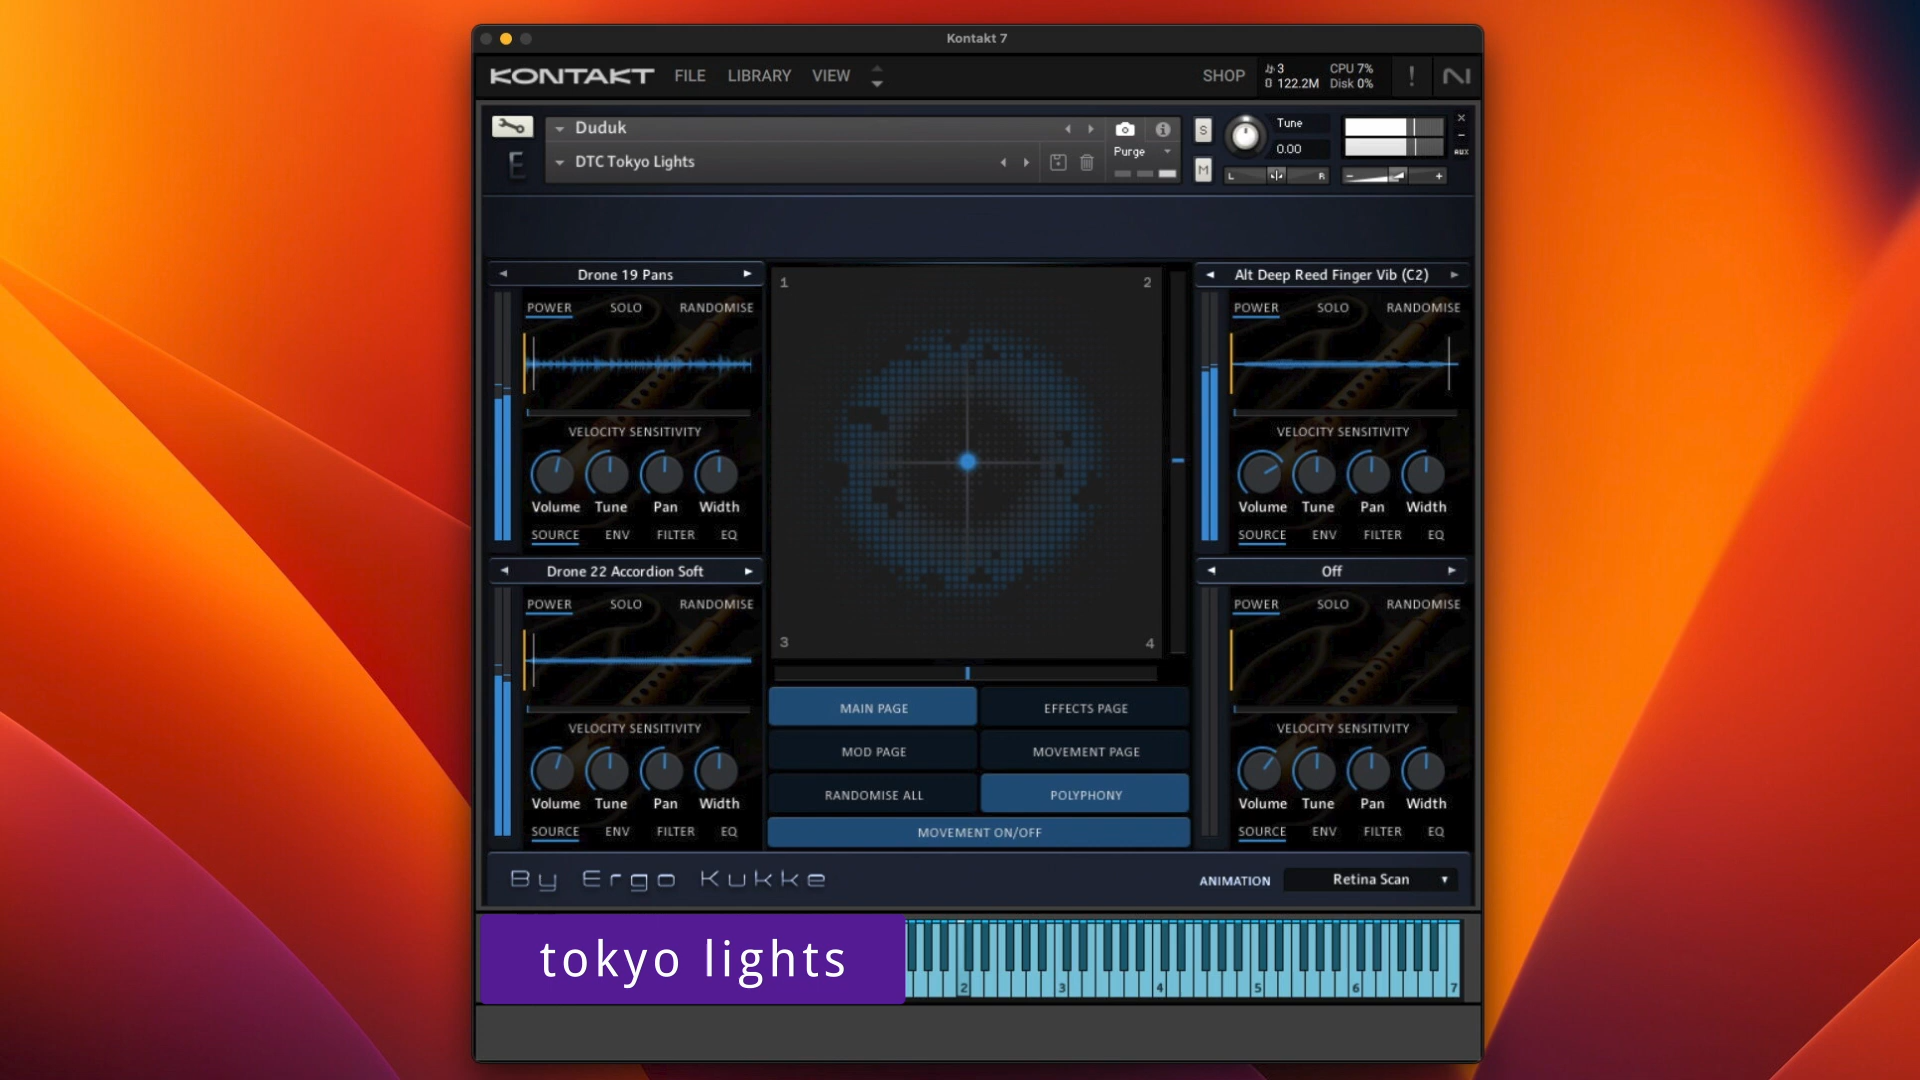 Kontakt 7
KONTAKT FILE LIBRARY VIEW SHOP 3 CPU 7%
122.2M Disk 0% ! NI
Duduk S Tune
E DTC Tokyo Lights Purge M 0.00 AUX
L R - +
Drone 19 Pans
POWER SOLO RANDOMISE
VELOCITY SENSITIVITY
Volume Tune Pan Width
SOURCE ENV FILTER EQ
Drone 22 Accordion Soft
POWER SOLO RANDOMISE
VELOCITY SENSITIVITY
Volume Tune Pan Width
SOURCE ENV FILTER EQ
1 2
3 4
MAIN PAGE EFFECTS PAGE
MOD PAGE MOVEMENT PAGE
RANDOMISE ALL POLYPHONY
MOVEMENT ON/OFF
Alt Deep Reed Finger Vib (C2)
POWER SOLO RANDOMISE
VELOCITY SENSITIVITY
Volume Tune Pan Width
SOURCE ENV FILTER EQ
Off
POWER SOLO RANDOMISE
VELOCITY SENSITIVITY
Volume Tune Pan Width
SOURCE ENV FILTER EQ
By Ergo Kukke ANIMATION Retina Scan
tokyo lights
2 3 4 5 6 7